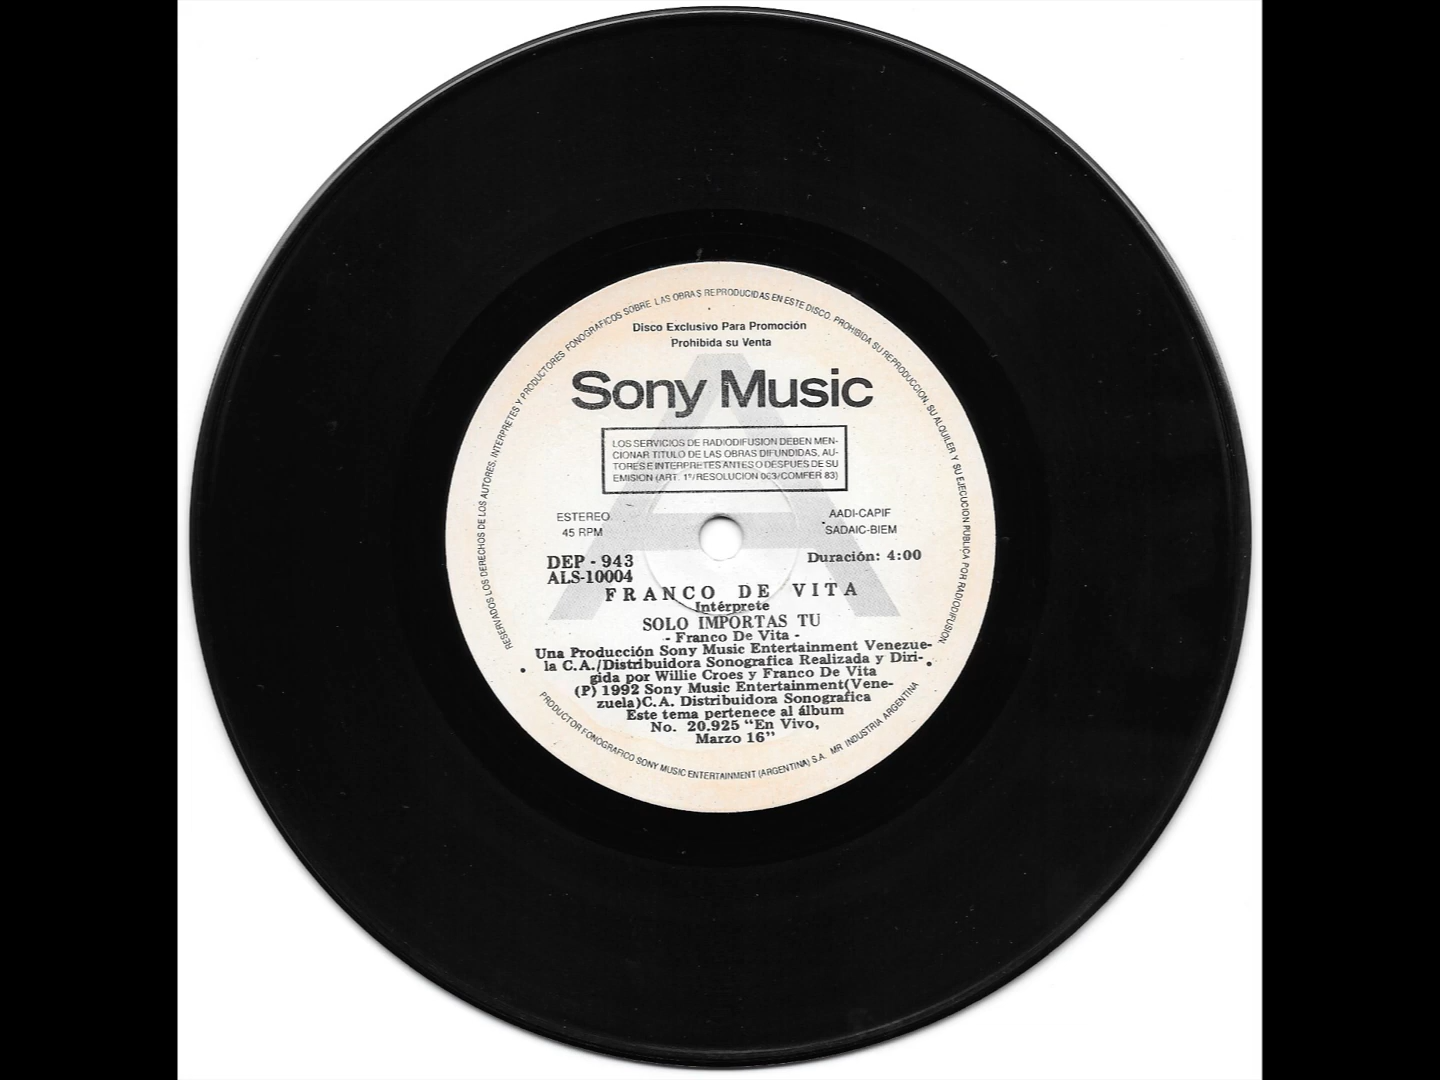 RESERVADOS LOS DERECHOS DE LOS AUTORES, INTERPRETES Y PRODUCTORES FONOGRAFICOS SOBRE LAS OBRAS REPRODUCIDAS EN ESTE DISCO. PROHIBIDA SU REPRODUCCION, SU ALQUILER Y SU EJECUCION PUBLICA POR RADIODIFUSION.
Disco Exclusivo Para Promoción
Prohibida su Venta
Sony Music
LOS SERVICIOS DE RADIODIFUSION DEBEN MEN-
CIONAR TITULO DE LAS OBRAS DIFUNDIDAS, AU-
TORES E INTERPRETES ANTES O DESPUES DE SU
EMISION (ART. 1º/RESOLUCION 063/COMFER 83)
ESTEREO
45 RPM
AADI-CAPIF
SADAIC-BIEM
DEP - 943
ALS-10004
Duración: 4:00
FRANCO DE VITA
Intérprete
SOLO IMPORTAS TU
- Franco De Vita -
Una Producción Sony Music Entertainment Venezue-
la C.A./Distribuidora Sonografica Realizada y Diri-
gida por Willie Croes y Franco De Vita
(P) 1992 Sony Music Entertainment(Vene-
zuela)C.A. Distribuidora Sonografica
Este tema pertenece al álbum
No. 20.925 "En Vivo,
Marzo 16"
PRODUCTOR FONOGRAFICO SONY MUSIC ENTERTAINMENT (ARGENTINA) S.A. MR INDUSTRIA ARGENTINA